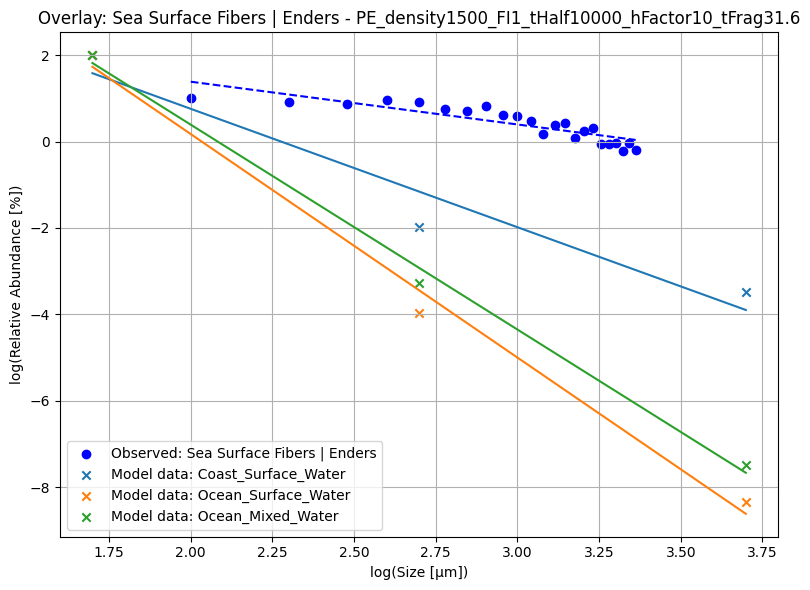 Overlay: Sea Surface Fibers | Enders - PE_density1500_FI1_tHalf10000_hFactor10_tFrag31.6
log(Relative Abundance [%])
2
0
−2
−4
−6
−8
Observed: Sea Surface Fibers | Enders
Model data: Coast_Surface_Water
Model data: Ocean_Surface_Water
Model data: Ocean_Mixed_Water
1.75 2.00 2.25 2.50 2.75 3.00 3.25 3.50 3.75
log(Size [µm])